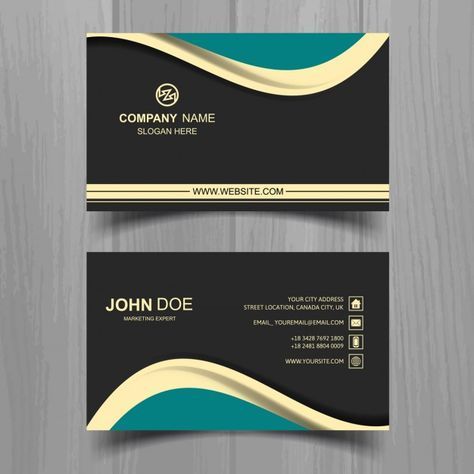 COMPANY NAME
SLOGAN HERE
WWW.WEBSITE.COM
JOHN DOE
MARKETING EXPERT
YOUR CITY ADDRESS
STREET LOCATION, CANADA CITY, UK
EMAIL_YOUREMAIL@EMAIL.COM
+18 3428 7692 1800
+18 2481 8804 0009
WWW.YOURSITE.COM